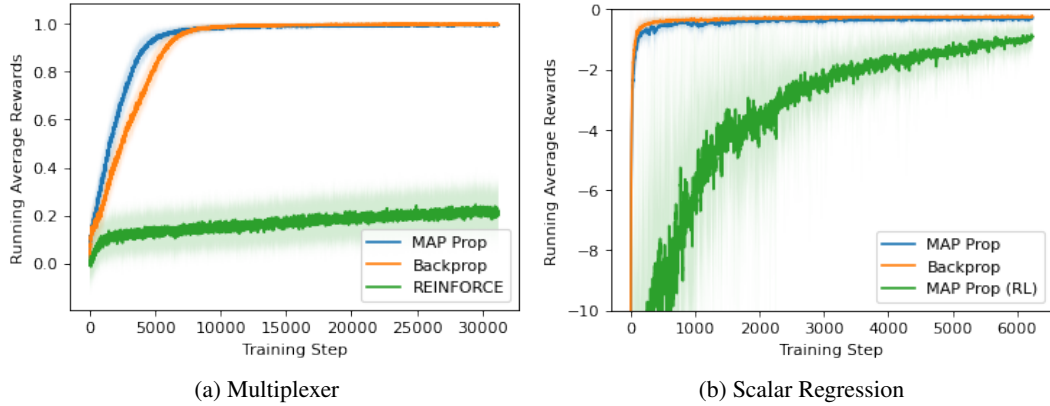 1.0
0.8
0.6
0.4
0.2
0.0
Running Average Rewards
MAP Prop
Backprop
REINFORCE
0 5000 10000 15000 20000 25000 30000
Training Step
(a) Multiplexer
0
−2
−4
−6
−8
−10
Running Average Rewards
MAP Prop
Backprop
MAP Prop (RL)
0 1000 2000 3000 4000 5000 6000
Training Step
(b) Scalar Regression